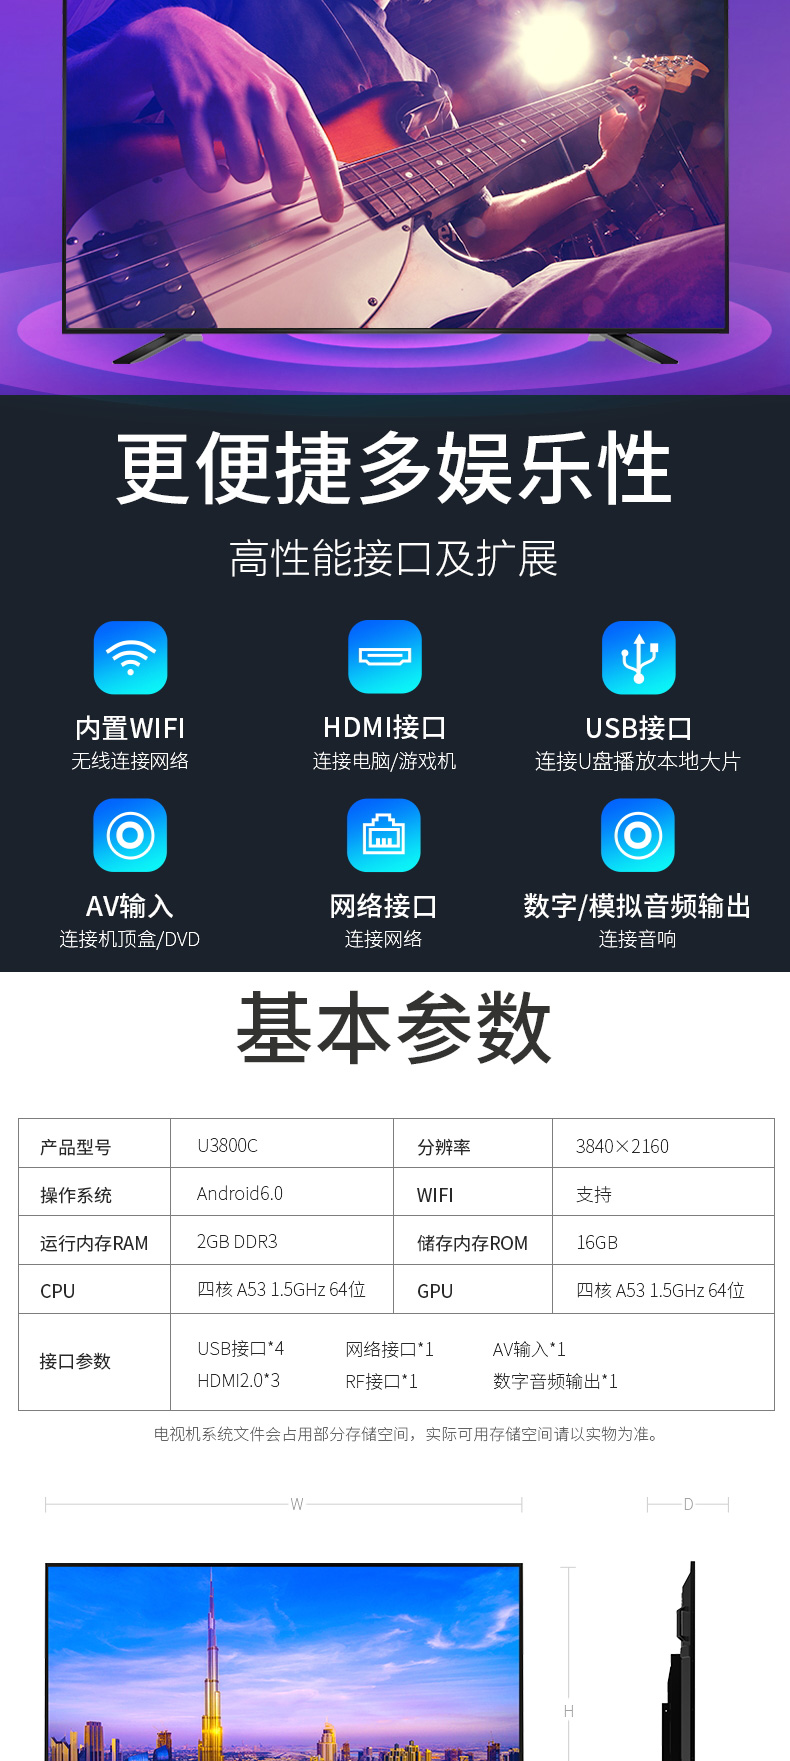 更便捷多娱乐性
高性能接口及扩展
内置WIFI
无线连接网络
HDMI接口
连接电脑/游戏机
USB接口
连接U盘播放本地大片
AV输入
连接机顶盒/DVD
网络接口
连接网络
数字/模拟音频输出
连接音响
基本参数
产品型号 U3800C 分辨率 3840×2160
操作系统 Android6.0 WIFI 支持
运行内存RAM 2GB DDR3 储存内存ROM 16GB
CPU 四核 A53 1.5GHz 64位 GPU 四核 A53 1.5GHz 64位
接口参数
USB接口*4 网络接口*1 AV输入*1
HDMI2.0*3 RF接口*1 数字音频输出*1
电视机系统文件会占用部分存储空间，实际可用存储空间请以实物为准。
W
D
H